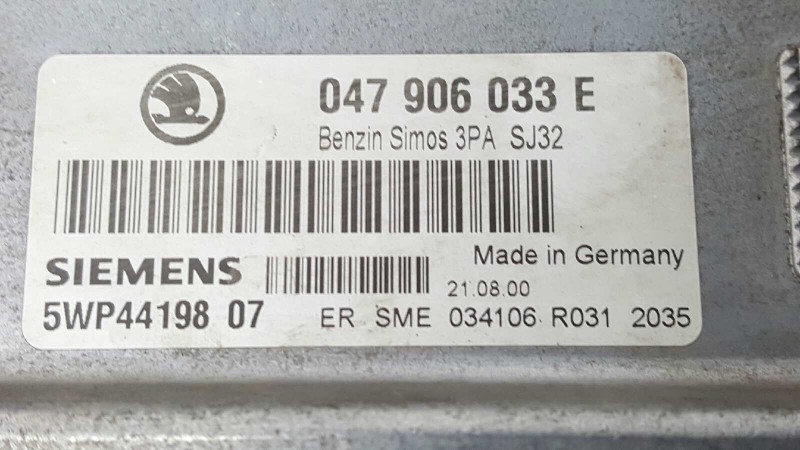 047 906 033 E
Benzin Simos 3PA SJ32
Made in Germany
SIEMENS
21.08.00
5WP44198 07 ER SME 034106 R031 2035